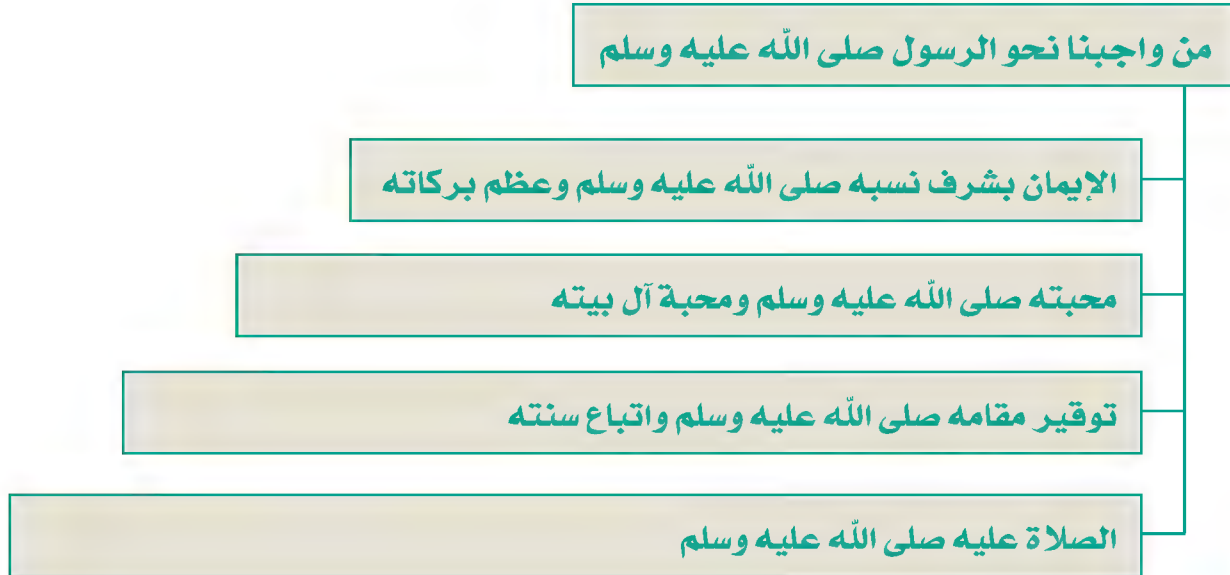 من واجبنا نحو الرسول صلى الله عليه وسلم
الإيمان بشرف نسبه صلى الله عليه وسلم وعظم بركاته
محبته صلى الله عليه وسلم ومحبة آل بيته
توقير مقامه صلى الله عليه وسلم واتباع سنته
الصلاة عليه صلى الله عليه وسلم